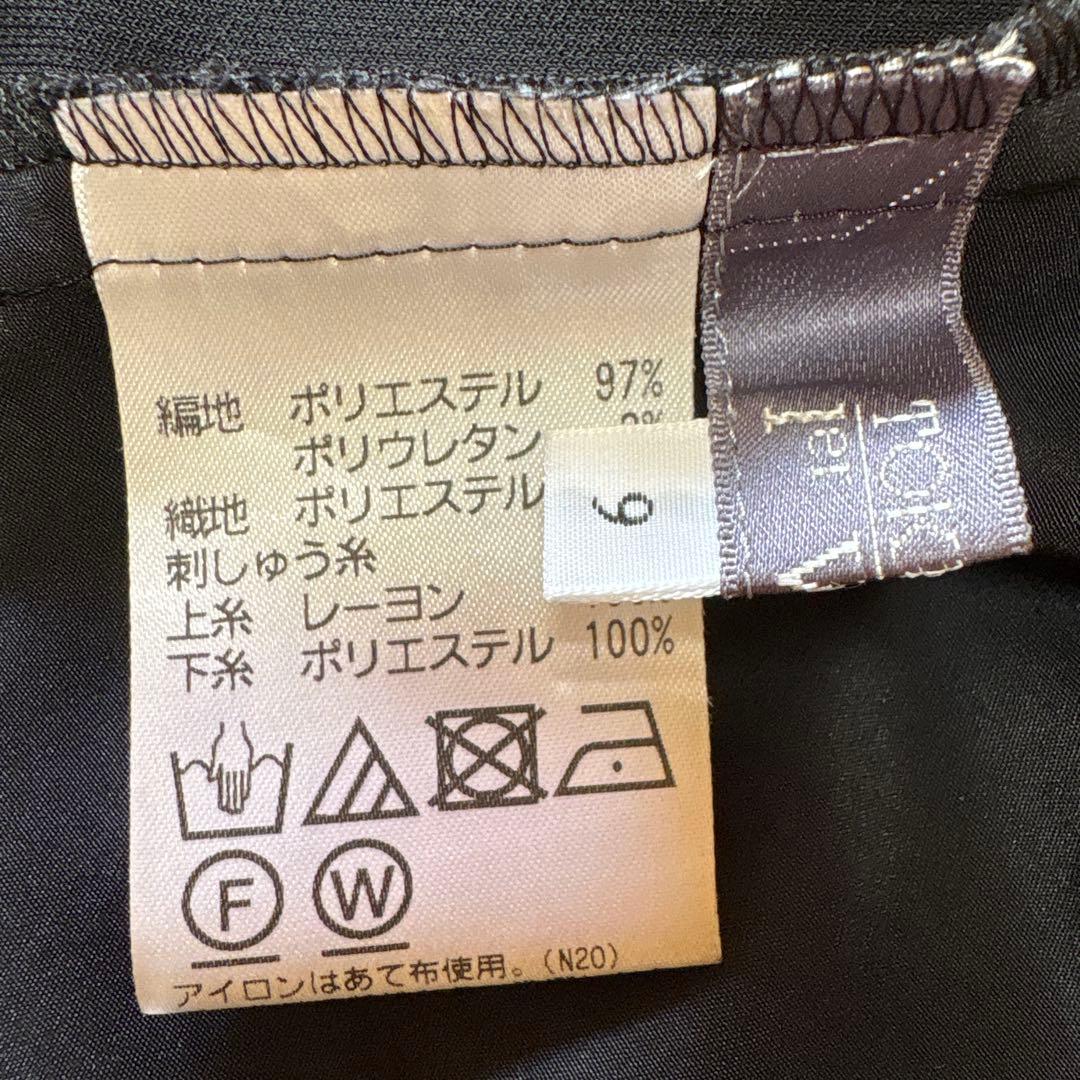 編地 ポリエステル 97%
ポリウレタン
織地 ポリエステル
刺しゅう糸
上糸 レーヨン
下糸 ポリエステル 100%
F W
アイロンはあて布使用。(N20)
9